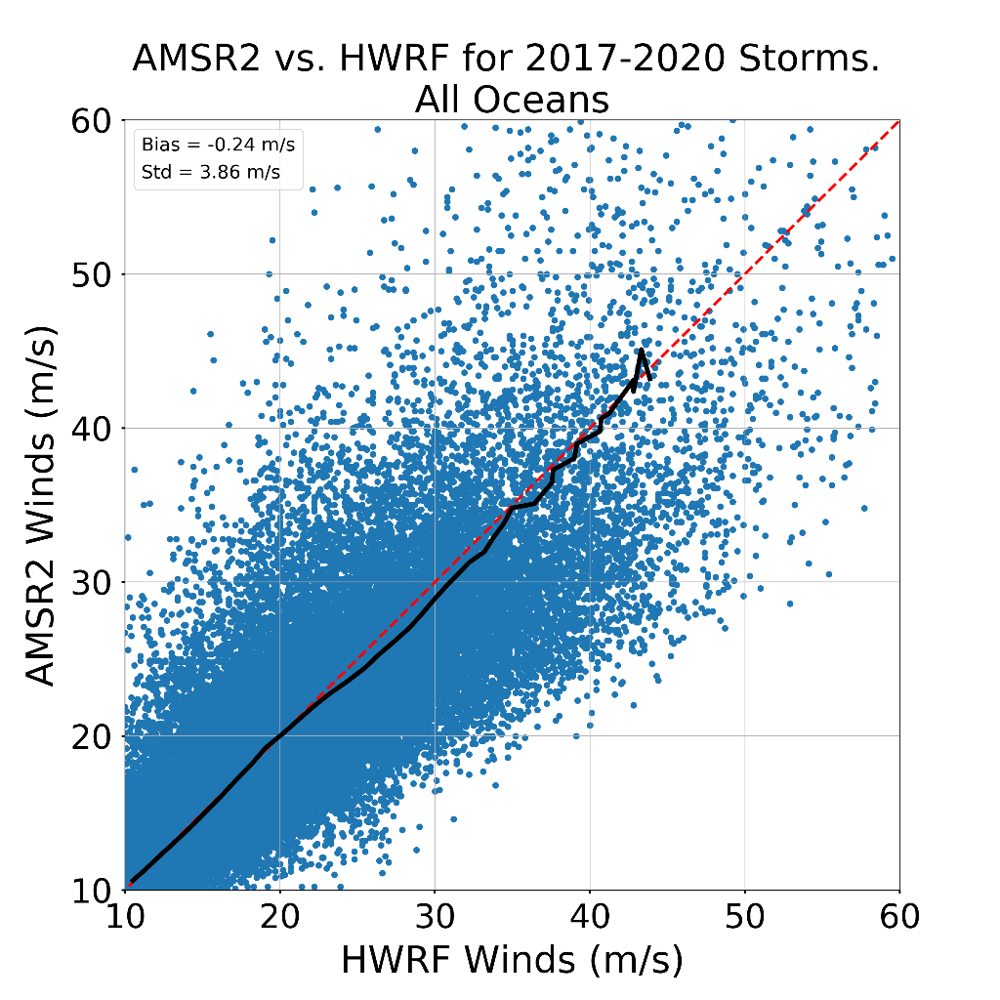 AMSR2 vs. HWRF for 2017-2020 Storms.
All Oceans
Bias = -0.24 m/s
Std = 3.86 m/s
AMSR2 Winds (m/s)
60
50
40
30
20
10
10 20 30 40 50 60
HWRF Winds (m/s)